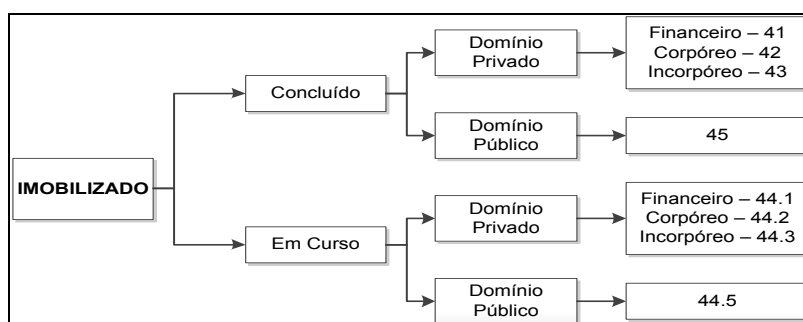 IMOBILIZADO
Concluído
Domínio
Privado
Financeiro – 41
Corpóreo – 42
Incorpóreo – 43
Domínio
Público
45
Em Curso
Domínio
Privado
Financeiro – 44.1
Corpóreo – 44.2
Incorpóreo – 44.3
Domínio
Público
44.5